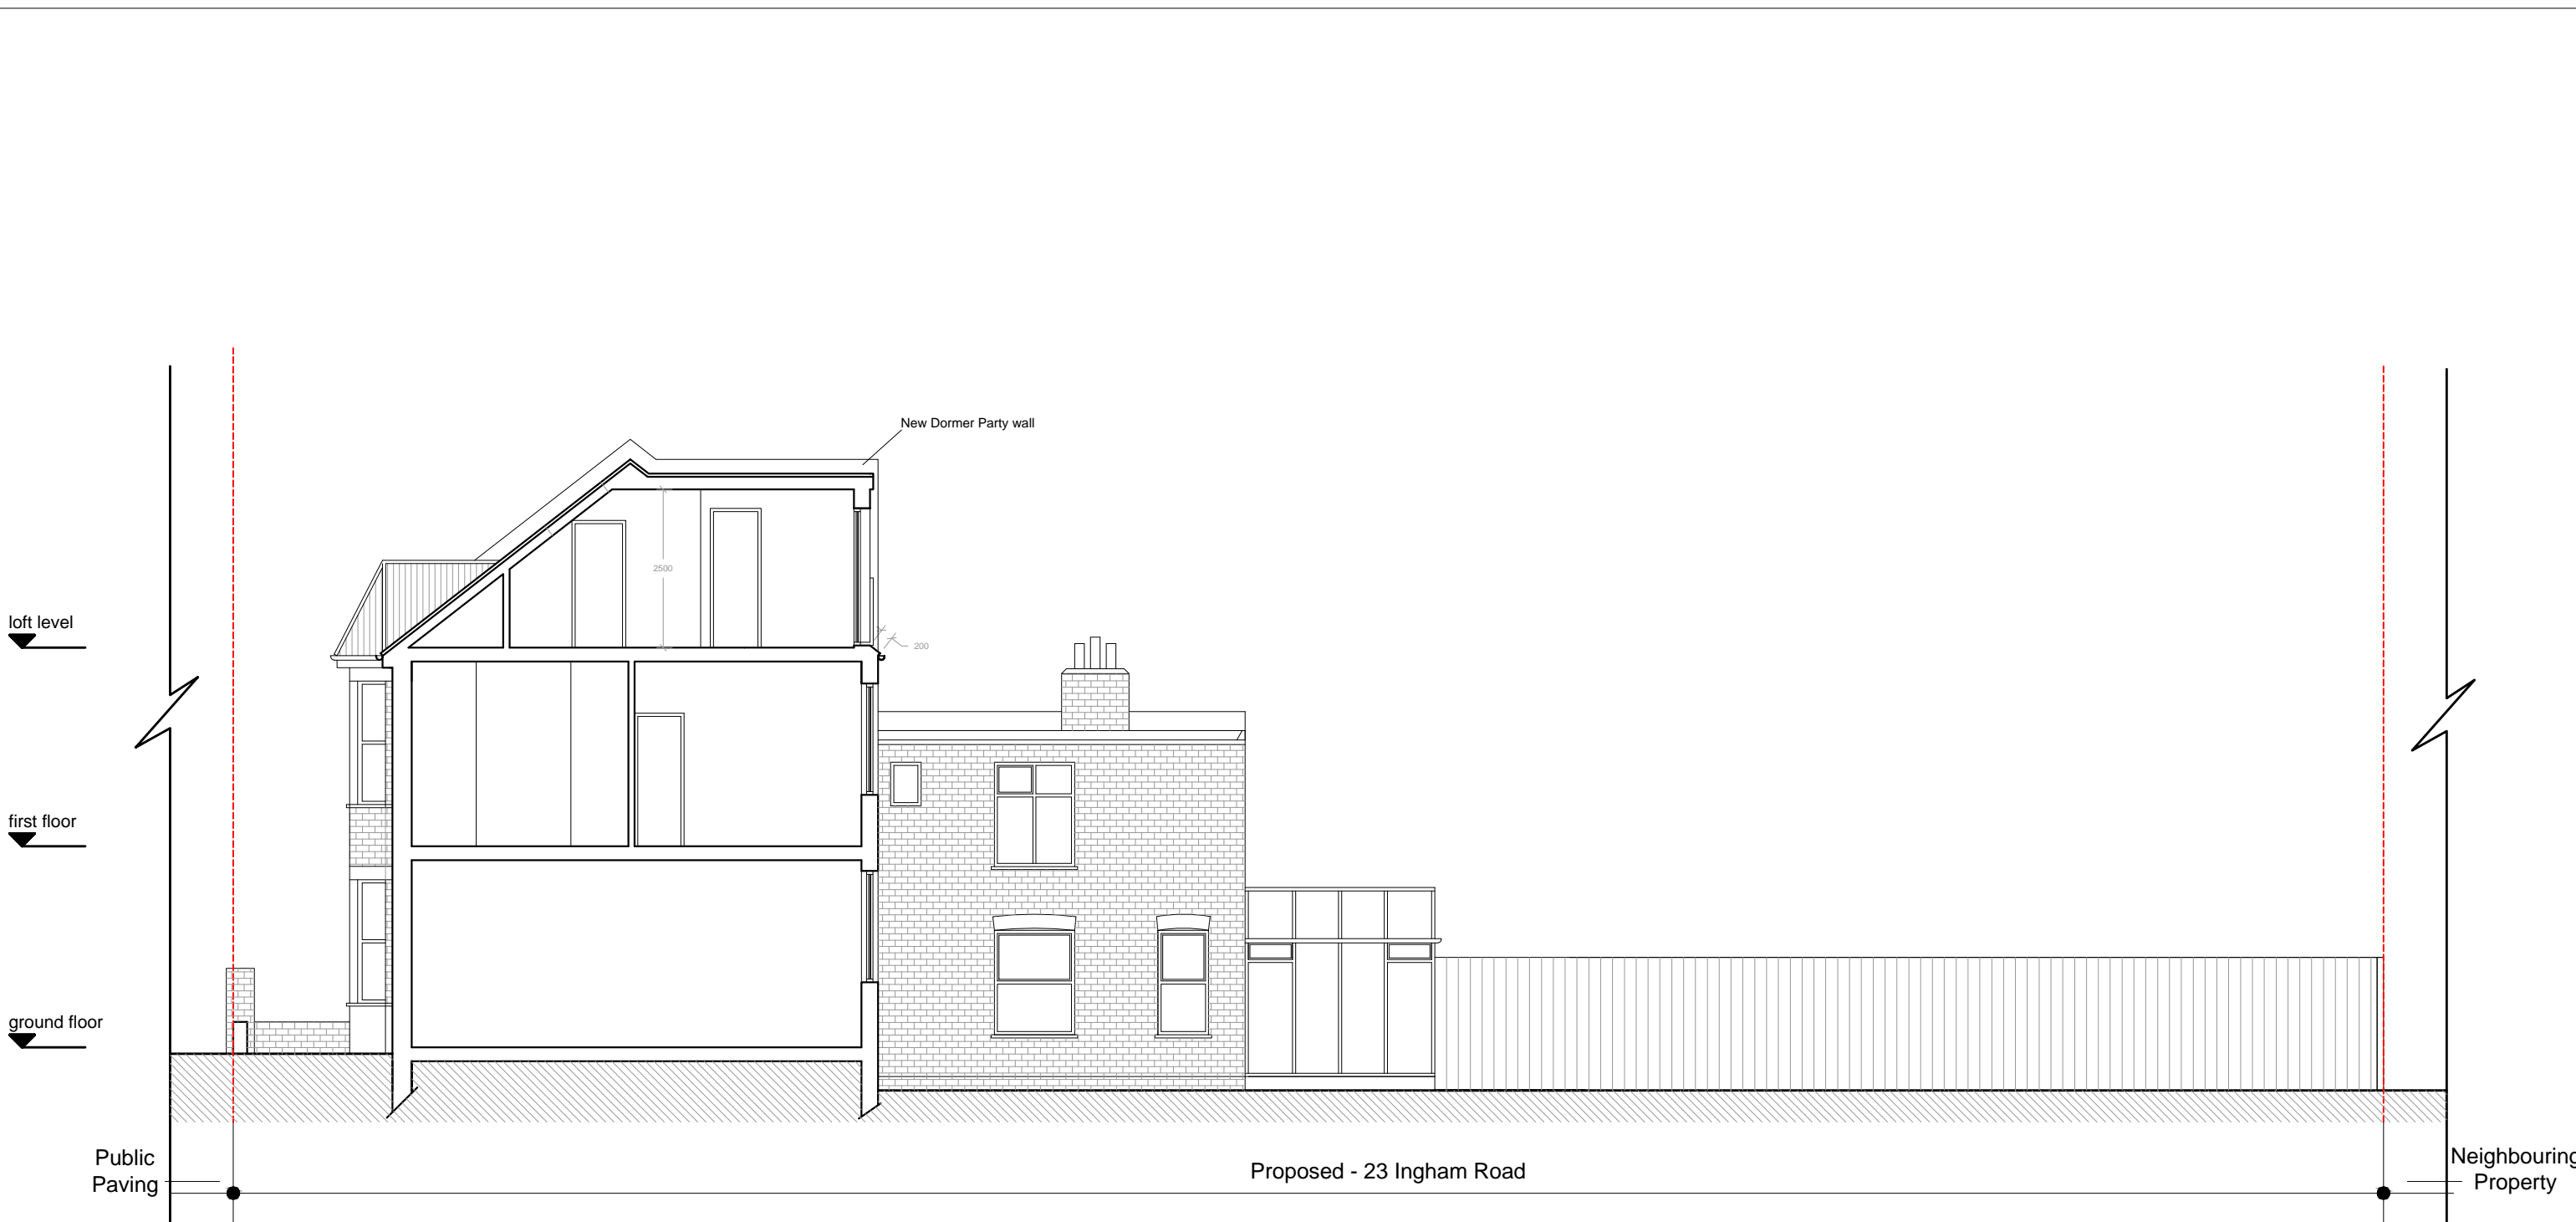 New Dormer Party wall
2500
loft level
200
first floor
ground floor
Public
Paving
Proposed - 23 Ingham Road
Neighbouring
Property